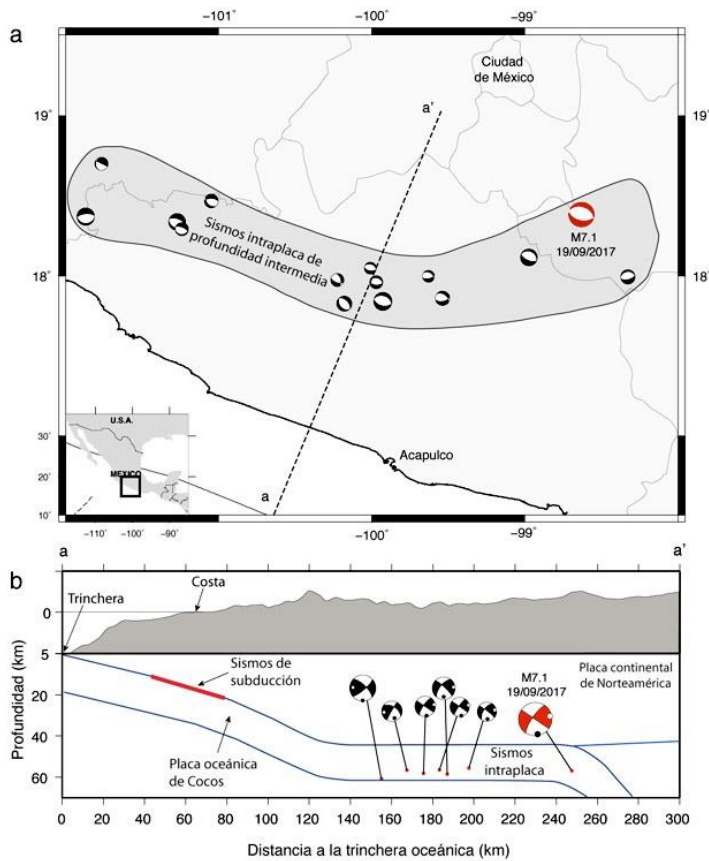 a
−101°
−100°
−99°
Ciudad
de México
19°
a'
Sismos intraplaca de
profundidad intermedia
M7.1
19/09/2017
18°
U.S.A.
MEXICO
30°
20°
10°
−110°
−100°
−90°
Acapulco
a
−101°
−100°
−99°
b
a
a'
Trinchera
Costa
0
5
20
40
60
Profundidad (km)
Sismos de
subducción
Placa oceánica
de Cocos
M7.1
19/09/2017
Placa continental
de Norteamérica
Sismos
intraplaca
0 20 40 60 80 100 120 140 160 180 200 220 240 260 280 300
Distancia a la trinchera oceánica (km)